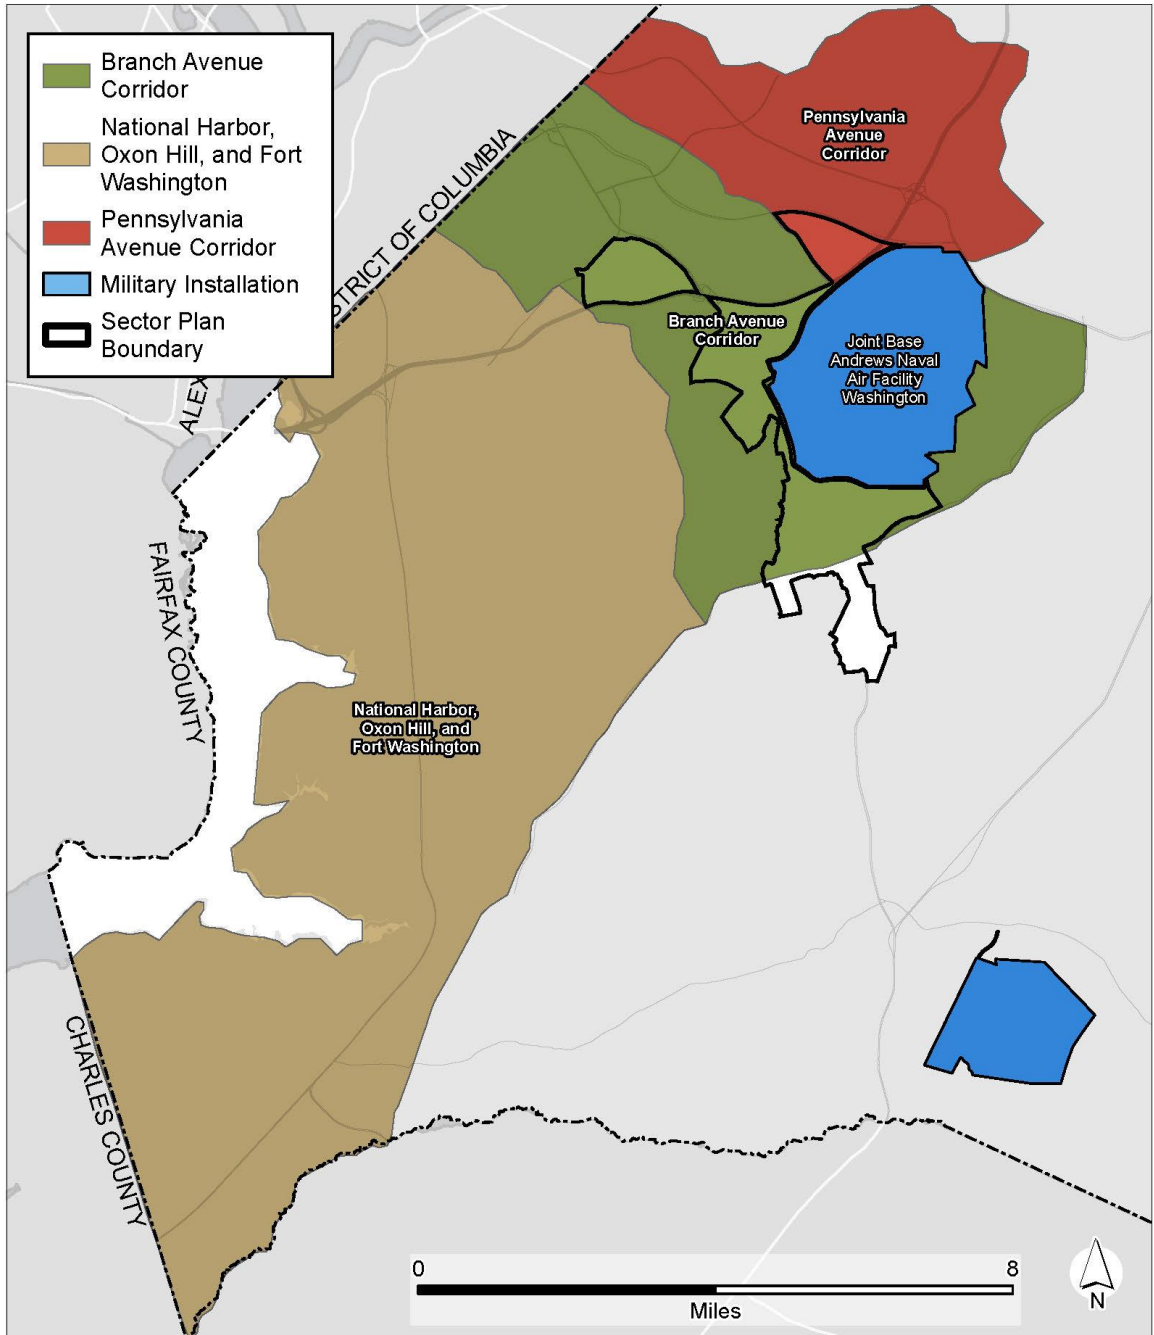 Branch Avenue
Corridor
National Harbor,
Oxon Hill, and Fort
Washington
Pennsylvania
Avenue Corridor
Military Installation
Sector Plan
Boundary
STRICT OF COLUMBIA
ALEX
FAIRFAX COUNTY
CHARLES COUNTY
Pennsylvania
Avenue
Corridor
Branch Avenue
Corridor
Joint Base
Andrews Naval
Air Facility
Washington
National Harbor,
Oxon Hill, and
Fort Washington
0 8
Miles
N